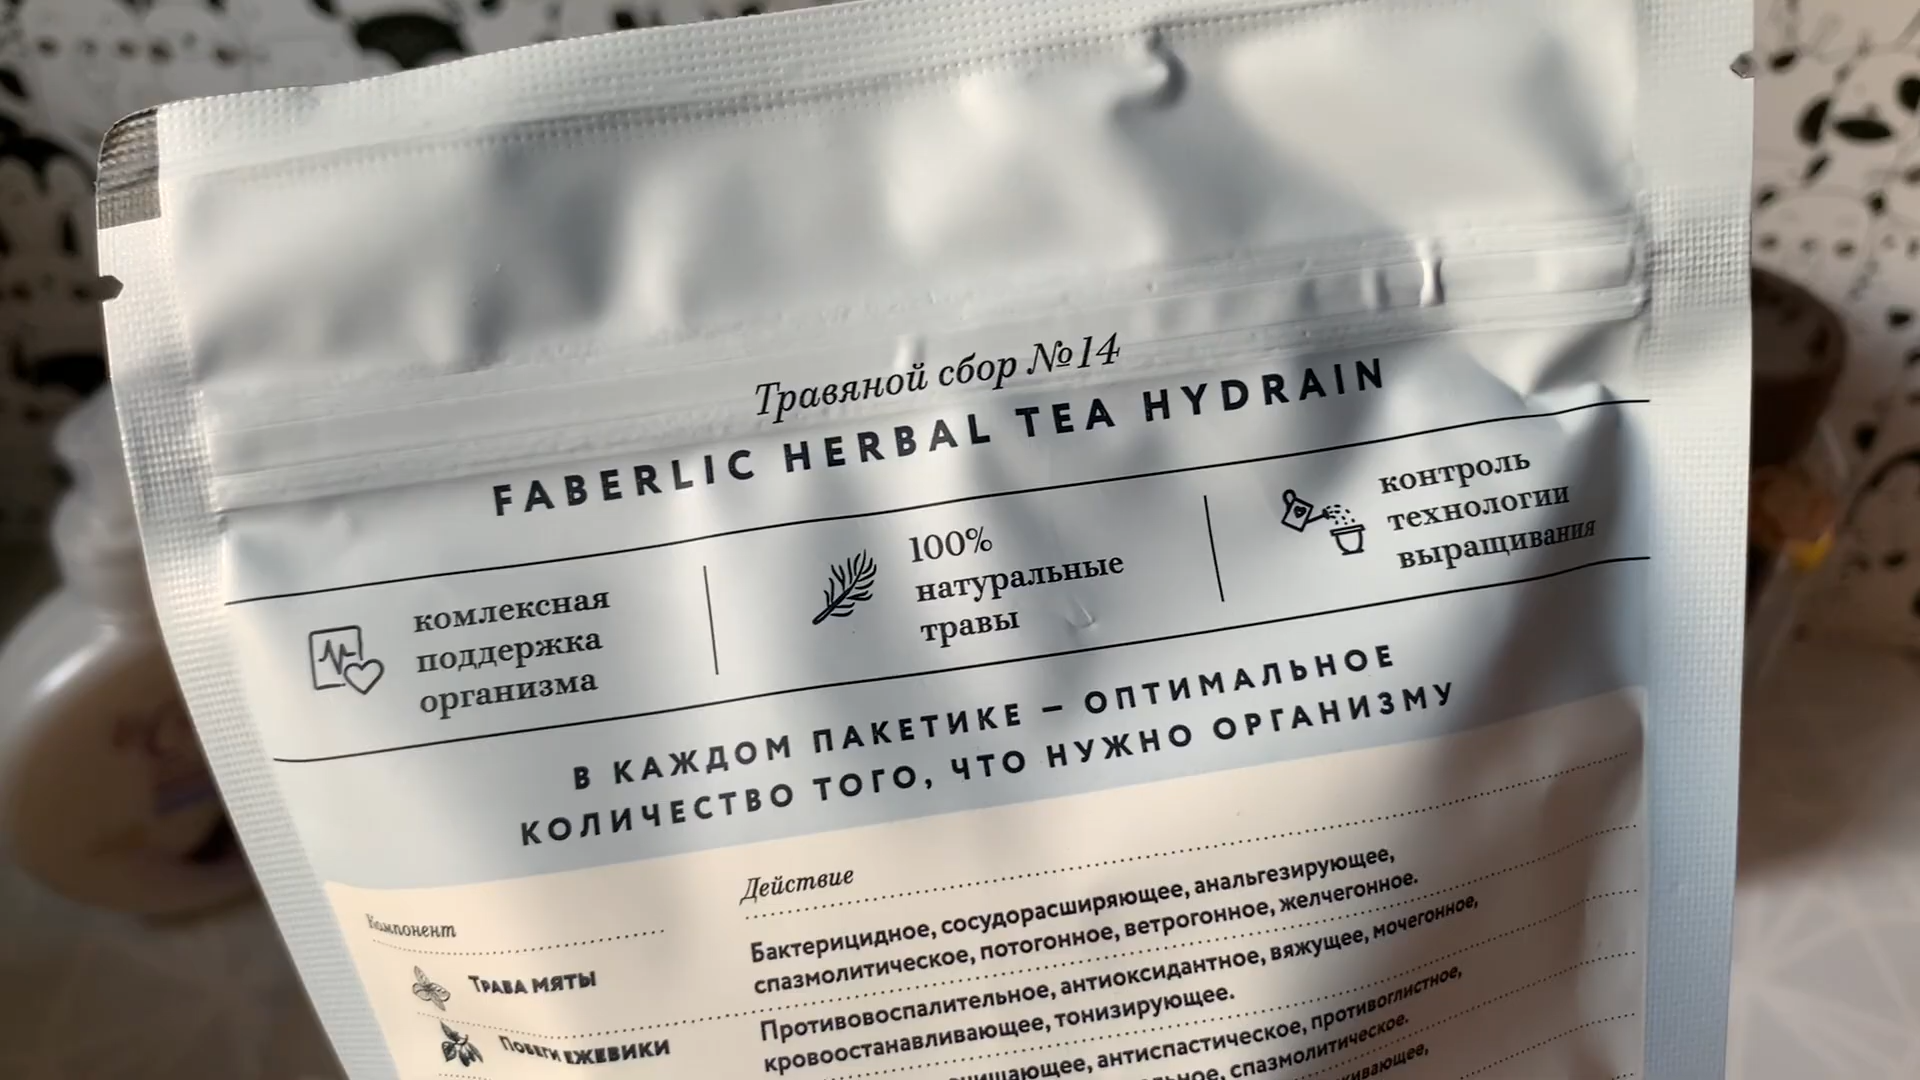 Травяной сбор №14
FABERLIC HERBAL TEA HYDRAIN
комлексная
поддержка
организма
100%
натуральные
травы
контроль
технологии
выращивания
В КАЖДОМ ПАКЕТИКЕ – ОПТИМАЛЬНОЕ
КОЛИЧЕСТВО ТОГО, ЧТО НУЖНО ОРГАНИЗМУ
Компонент
Действие
ТРАВА МЯТЫ
Бактерицидное, сосудорасширяющее, анальгезирующее,
спазмолитическое, потогонное, ветрогонное, желчегонное.
ПОБЕГИ ЕЖЕВИКИ
Противовоспалительное, антиоксидантное, вяжущее, мочегонное,
кровоостанавливающее, тонизирующее.
антиспастическое, противоглистное,
спазмолитическое.